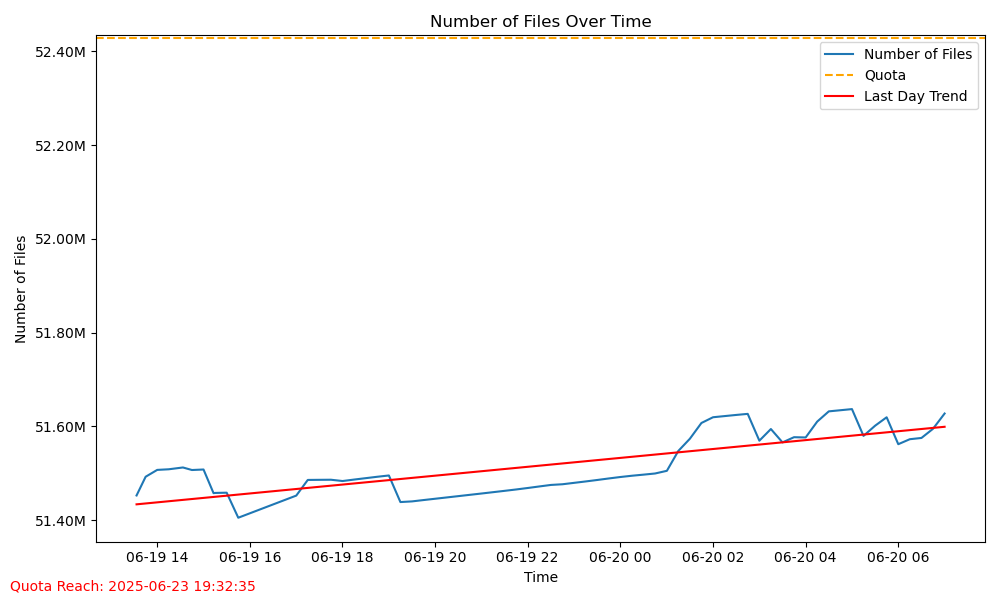 Number of Files Over Time
52.40M
52.20M
52.00M
51.80M
51.60M
51.40M
Number of Files
Number of Files
Quota
Last Day Trend
06-19 14 06-19 16 06-19 18 06-19 20 06-19 22 06-20 00 06-20 02 06-20 04 06-20 06
Time
Quota Reach: 2025-06-23 19:32:35